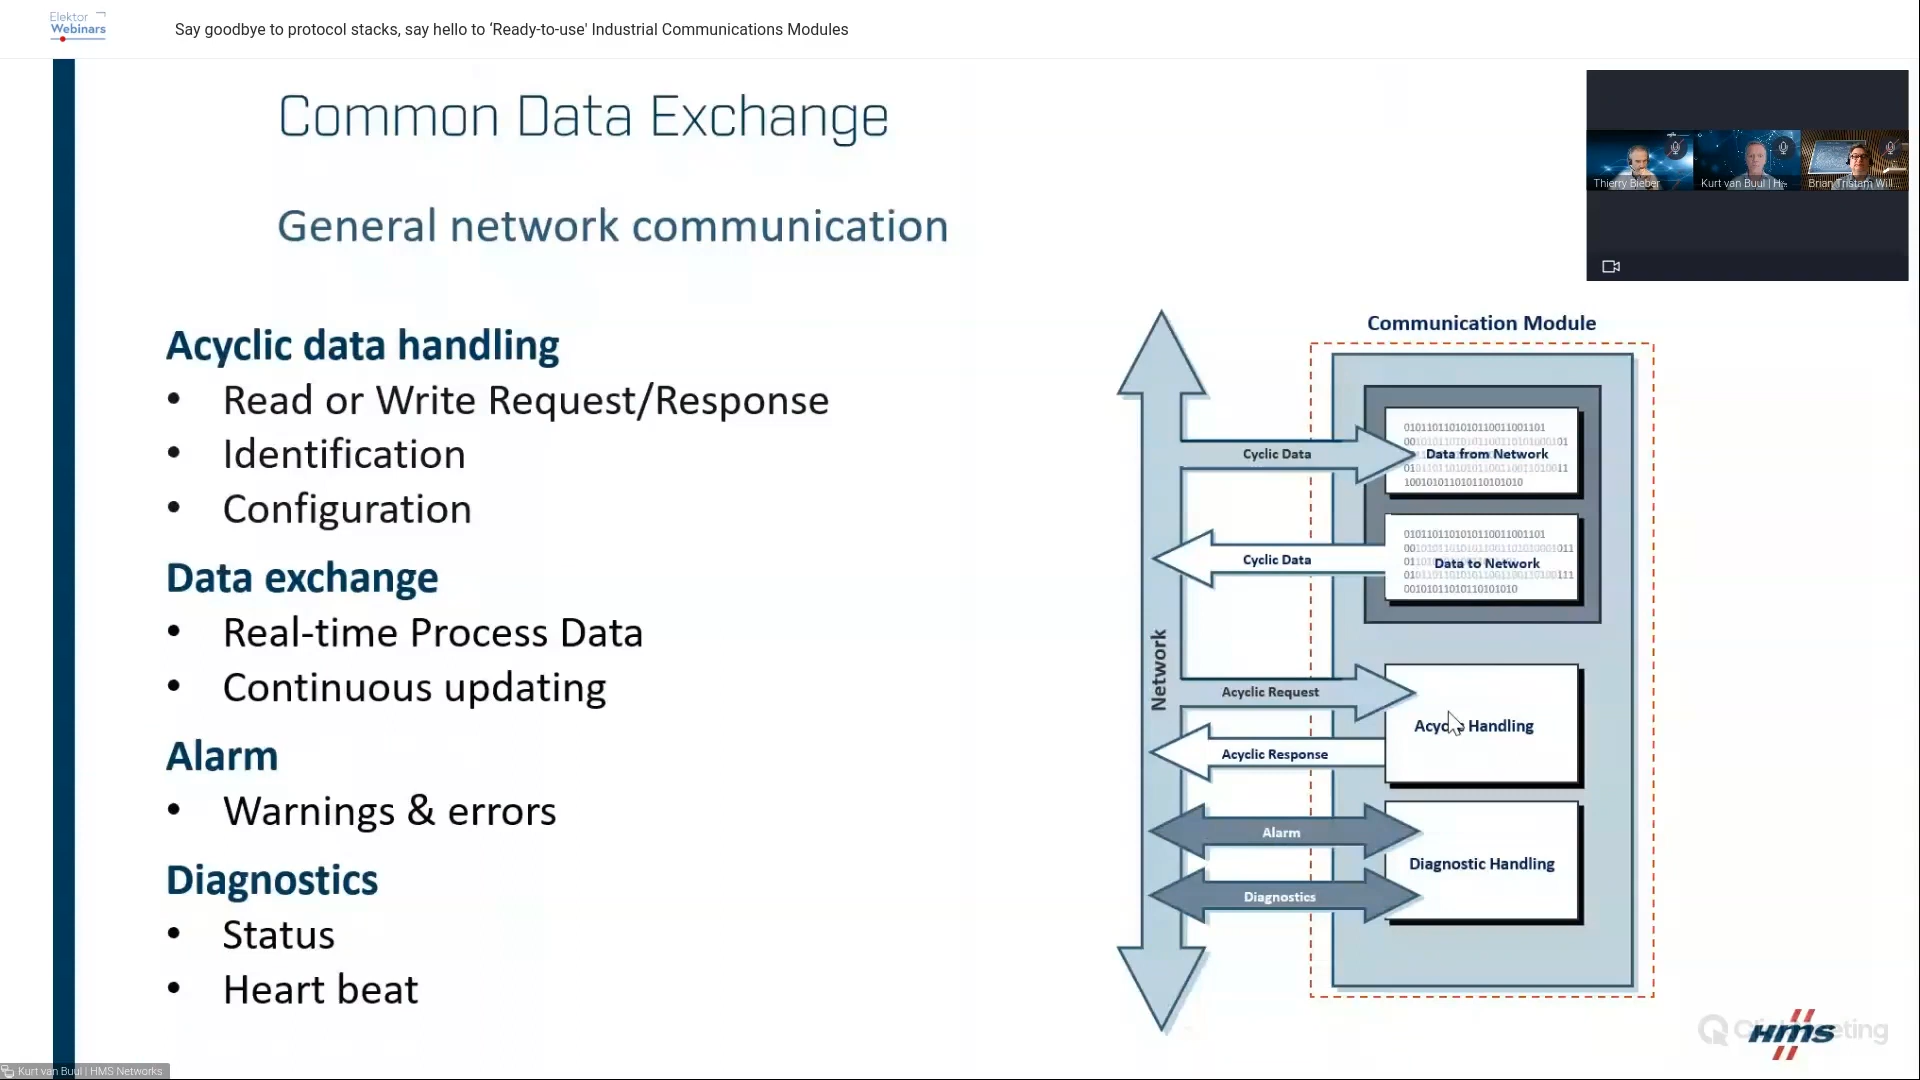 Elektor
Webinars
Say goodbye to protocol stacks, say hello to ‘Ready-to-use' Industrial Communications Modules
Common Data Exchange
General network communication
Thierry Bieber
Kurt van Buul | H
Brian Tristam Will
Acyclic data handling
• Read or Write Request/Response
• Identification
• Configuration
Data exchange
• Real-time Process Data
• Continuous updating
Alarm
• Warnings & errors
Diagnostics
• Status
• Heart beat
Communication Module
Network
Cyclic Data
Data from Network
Cyclic Data
Data to Network
Acyclic Request
Handling
Acyclic Response
Alarm
Diagnostic Handling
Diagnostics
HMS
Kurt van Buul | HMS Networks